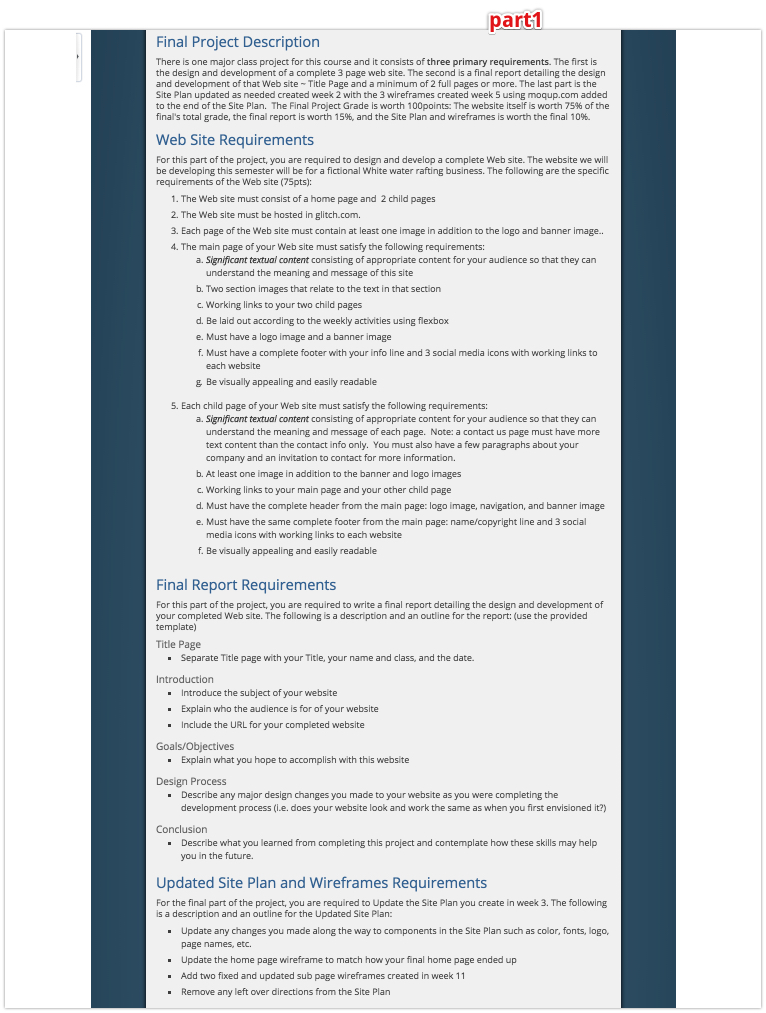 part1
Final Project Description
There is one major class project for this course and it consists of three primary requirements. The first is
the design and development of a complete 3 page web site. The second is a final report detailing the design
and development of that Web site ~ Title Page and a minimum of 2 full pages or more. The last part is the
Site Plan updated as needed created week 2 with the 3 wireframes created week 5 using moqup.com added
to the end of the Site Plan. The Final Project Grade is worth 100points: The website itself is worth 75% of the
final's total grade, the final report is worth 15%, and the Site Plan and wireframes is worth the final 10%.
Web Site Requirements
For this part of the project, you are required to design and develop a complete Web site. The website we will
be developing this semester will be for a fictional White water rafting business. The following are the specific
requirements of the Web site (75pts):
1. The Web site must consist of a home page and 2 child pages
2. The Web site must be hosted in glitch.com.
3. Each page of the Web site must contain at least one image in addition to the logo and banner image..
4. The main page of your Web site must satisfy the following requirements:
a. Significant textual content consisting of appropriate content for your audience so that they can
understand the meaning and message of this site
b. Two section images that relate to the text in that section
c. Working links to your two child pages
d. Be laid out according to the weekly activities using flexbox
e. Must have a logo image and a banner image
f. Must have a complete footer with your info line and 3 social media icons with working links to
each website
g. Be visually appealing and easily readable
5. Each child page of your Web site must satisfy the following requirements:
a. Significant textual content consisting of appropriate content for your audience so that they can
understand the meaning and message of each page. Note: a contact us page must have more
text content than the contact info only. You must also have a few paragraphs about your
company and an invitation to contact for more information.
b. At least one image in addition to the banner and logo images
c. Working links to your main page and your other child page
d. Must have the complete header from the main page: logo image, navigation, and banner image
e. Must have the same complete footer from the main page: name/copyright line and 3 social
media icons with working links to each website
f. Be visually appealing and easily readable
Final Report Requirements
For this part of the project, you are required to write a final report detailing the design and development of
your completed Web site. The following is a description and an outline for the report: (use the provided
template)
Title Page
▪ Separate Title page with your Title, your name and class, and the date.
Introduction
▪ Introduce the subject of your website
▪ Explain who the audience is for of your website
▪ Include the URL for your completed website
Goals/Objectives
▪ Explain what you hope to accomplish with this website
Design Process
▪ Describe any major design changes you made to your website as you were completing the
development process (i.e. does your website look and work the same as when you first envisioned it?)
Conclusion
▪ Describe what you learned from completing this project and contemplate how these skills may help
you in the future.
Updated Site Plan and Wireframes Requirements
For the final part of the project, you are required to Update the Site Plan you create in week 3. The following
is a description and an outline for the Updated Site Plan:
▪ Update any changes you made along the way to components in the Site Plan such as color, fonts, logo,
page names, etc.
▪ Update the home page wireframe to match how your final home page ended up
▪ Add two fixed and updated sub page wireframes created in week 11
▪ Remove any left over directions from the Site Plan